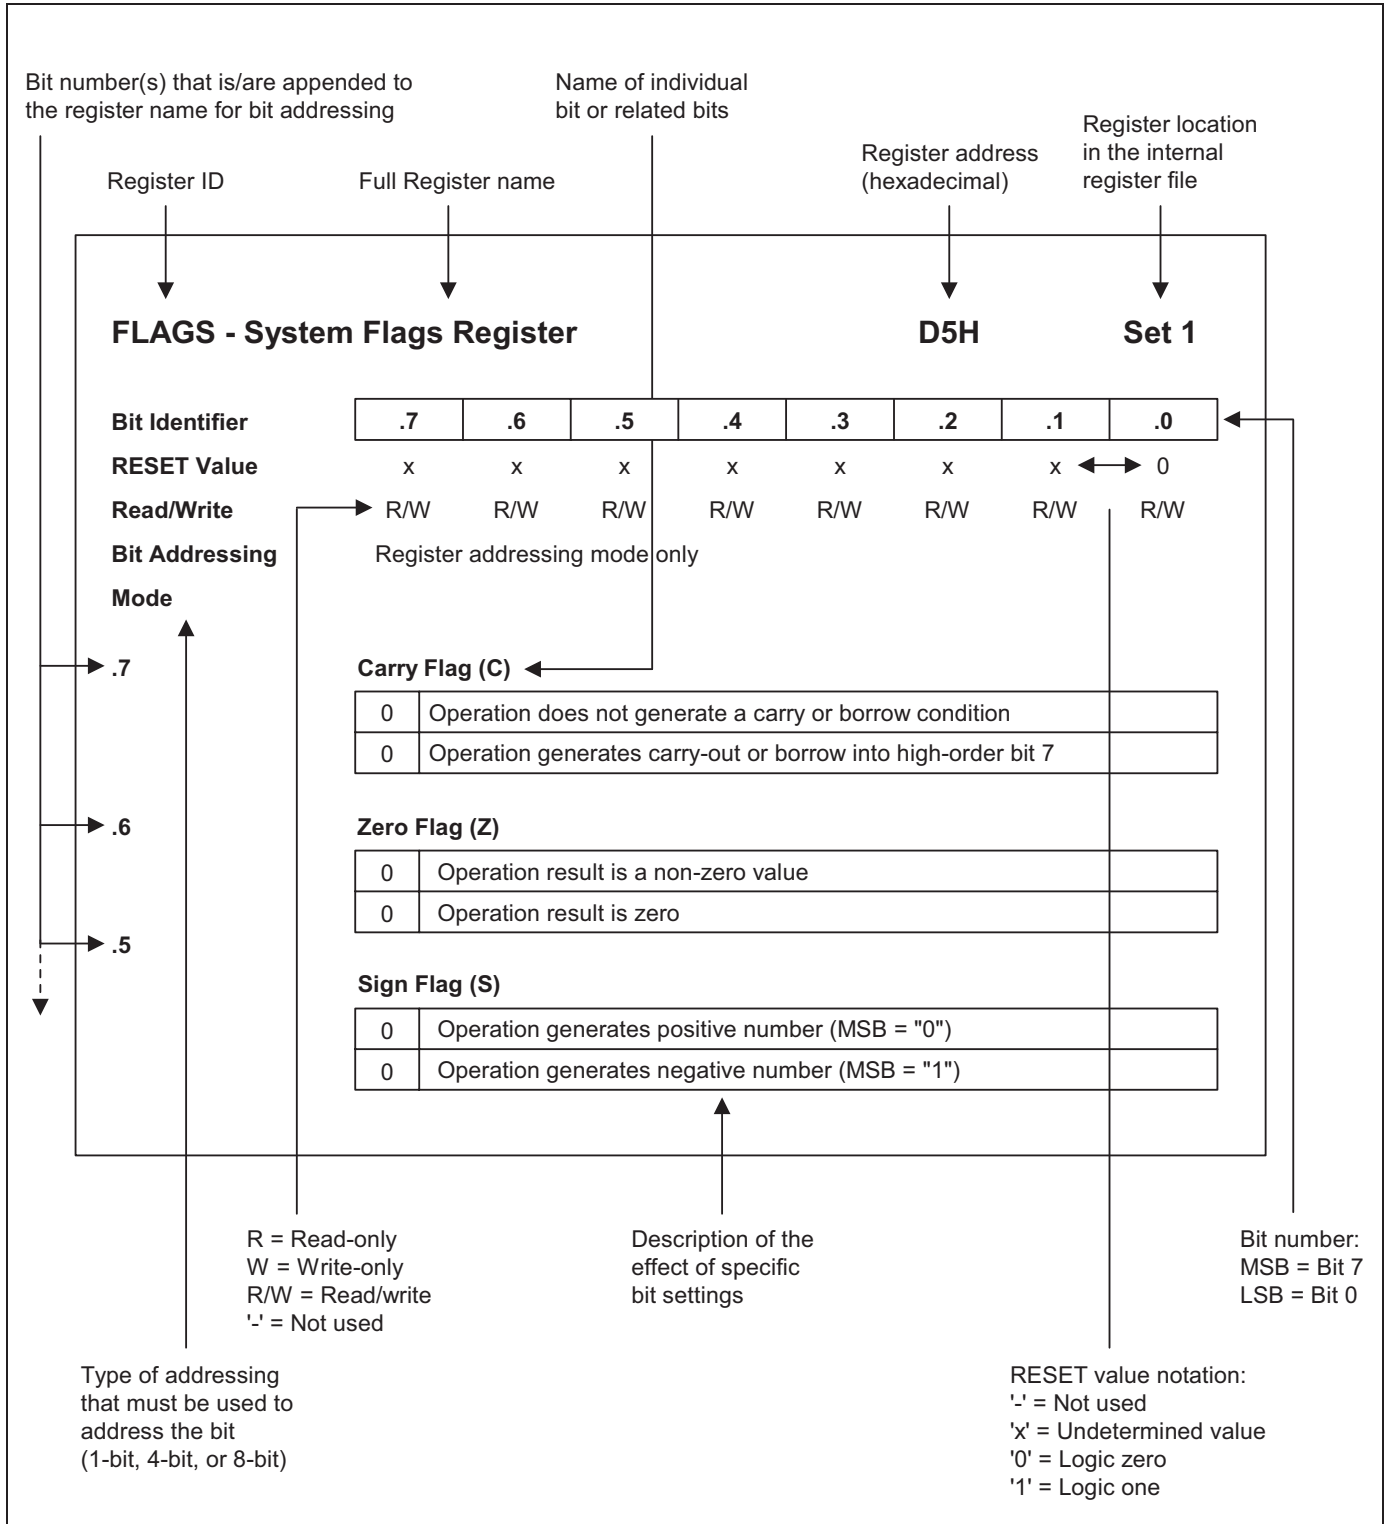 Bit number(s) that is/are appended to
the register name for bit addressing
Name of individual
bit or related bits
Register location
in the internal
register file
Register address
(hexadecimal)
Register ID
Full Register name
FLAGS - System Flags Register D5H Set 1
Bit Identifier .7 .6 .5 .4 .3 .2 .1 .0
RESET Value x x x x x x x 0
Read/Write R/W R/W R/W R/W R/W R/W R/W R/W
Bit Addressing Register addressing mode only
Mode
.7 Carry Flag (C)
0 Operation does not generate a carry or borrow condition
0 Operation generates carry-out or borrow into high-order bit 7
.6 Zero Flag (Z)
0 Operation result is a non-zero value
0 Operation result is zero
.5
Sign Flag (S)
0 Operation generates positive number (MSB = "0")
0 Operation generates negative number (MSB = "1")
R = Read-only
W = Write-only
R/W = Read/write
'-' = Not used
Description of the
effect of specific
bit settings
Bit number:
MSB = Bit 7
LSB = Bit 0
Type of addressing
that must be used to
address the bit
(1-bit, 4-bit, or 8-bit)
RESET value notation:
'-' = Not used
'x' = Undetermined value
'0' = Logic zero
'1' = Logic one